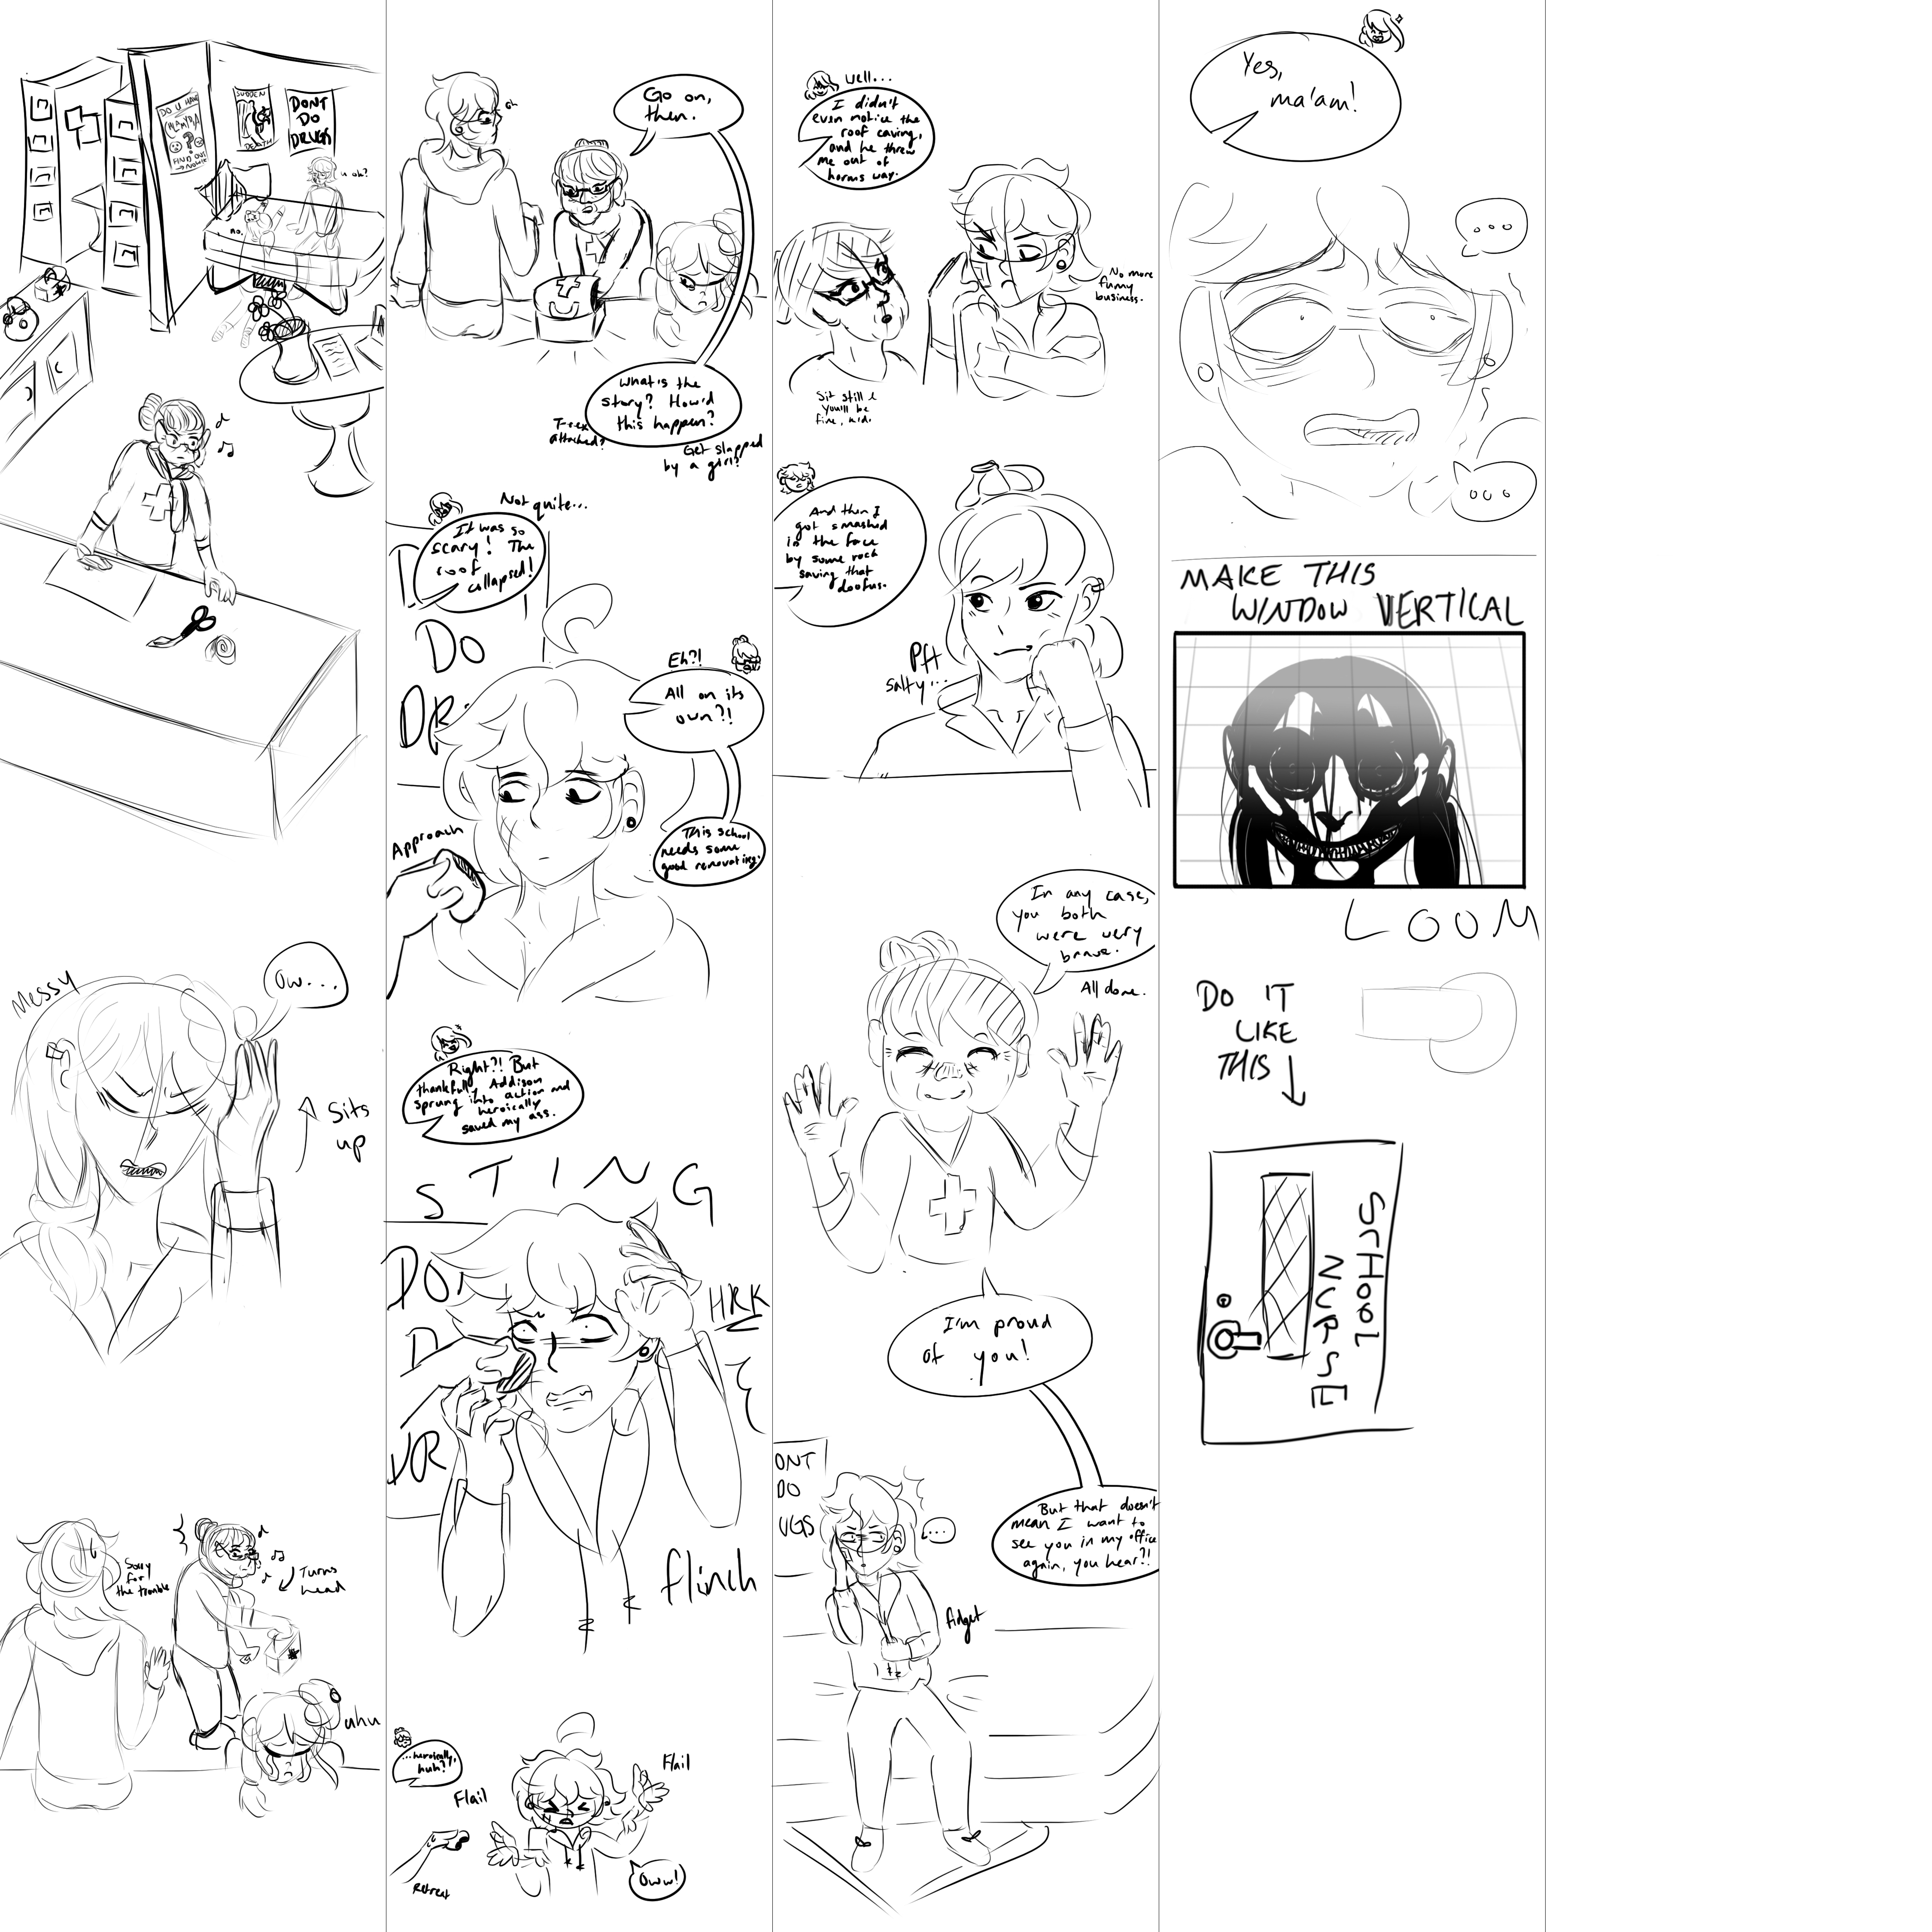 DO U HAVE
CHLAMYDIA
?
FIND OUT
SUDDEN
DEATH
DONT
DO
DRUGS
u oh?
no.
Messy
Ow...
Sits
up
Sorry
for
the trouble
Turns
head
uhu
Go on,
then.
What's the
story? How'd
this happen?
T-rex
attached?
Get slapped
by a girl?
Not quite...
It was so
scary! The
roof
collapsed!
DO
DR
Eh?!
All on its
own?!
This school
needs some
good renovating.
Approach
Right?! But
thankfully Addison
sprung into action and
heroically
saved my ass.
STING
DO
D
UR
HRK
flinch
...heroically,
huh??
Flail
Flail
Retreat
Oww!
Well...
I didn't
even notice the
roof caving,
and he threw
me out of
harms way.
No more
funny
business.
Sit still &
you'll be
fine, kid.
And then I
got smashed
in the face
by some rock
saving that
doofus.
Pft
salty...
In any case,
you both
were very
brave.
All done.
I'm proud
of you!
ONT
DO
UGS
...
But that doesn't
mean I want to
see you in my office
again, you hear?!
fidget
Yes,
ma'am!
...
...
MAKE THIS
WINDOW VERTICAL
LOOM
DO IT
LIKE
THIS
SCHOOL
NURSE